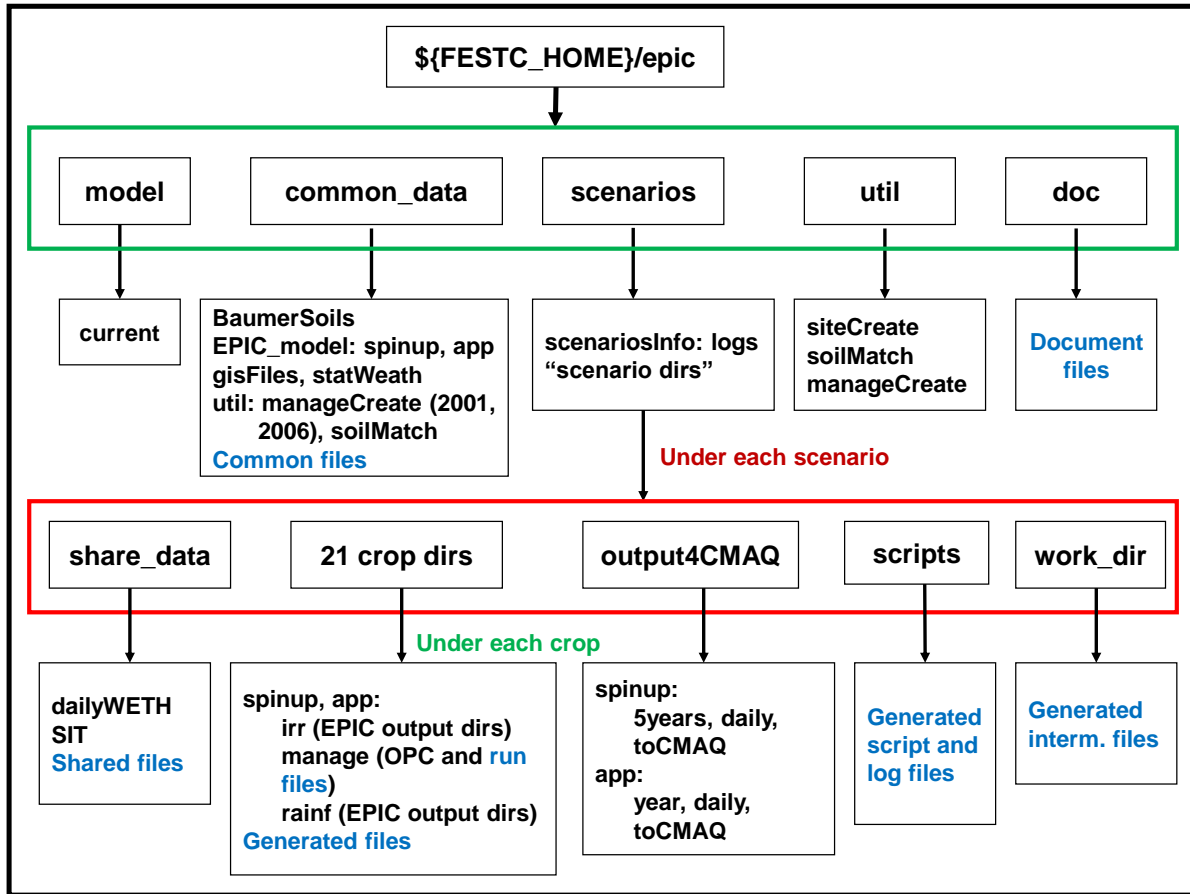 ${FESTC_HOME}/epic
model
common_data
scenarios
util
doc
current
BaumerSoils
EPIC_model: spinup, app
gisFiles, statWeath
util: manageCreate (2001,
2006), soilMatch
Common files
scenariosInfo: logs
“scenario dirs”
siteCreate
soilMatch
manageCreate
Document
files
Under each scenario
share_data
21 crop dirs
output4CMAQ
scripts
work_dir
Under each crop
dailyWETH
SIT
Shared files
spinup, app:
irr (EPIC output dirs)
manage (OPC and run
files)
rainf (EPIC output dirs)
Generated files
spinup:
5years, daily,
toCMAQ
app:
year, daily,
toCMAQ
Generated
script and
log files
Generated
interm. files